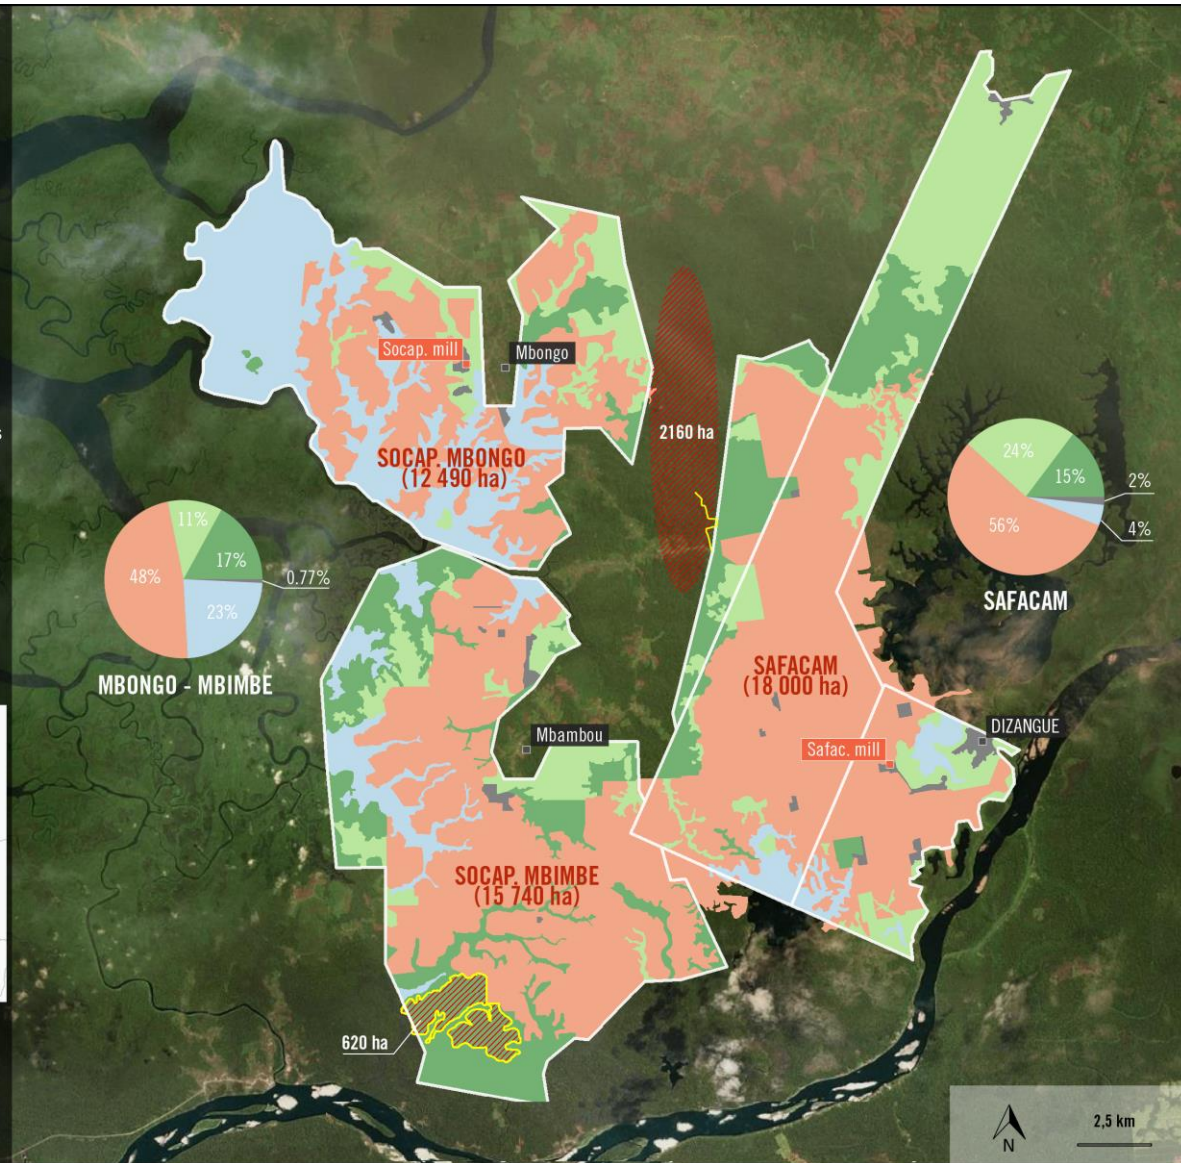 Socap. mill
Mbongo
2160 ha
SOCAP. MBONGO
(12 490 ha)
24%
15%
2%
4%
56%
SAFACAM
11%
17%
48%
0.77%
23%
MBONGO - MBIMBE
SAFACAM
(18 000 ha)
Mbambou
DIZANGUE
Safac. mill
SOCAP. MBIMBE
(15 740 ha)
620 ha
N
2,5 km
s